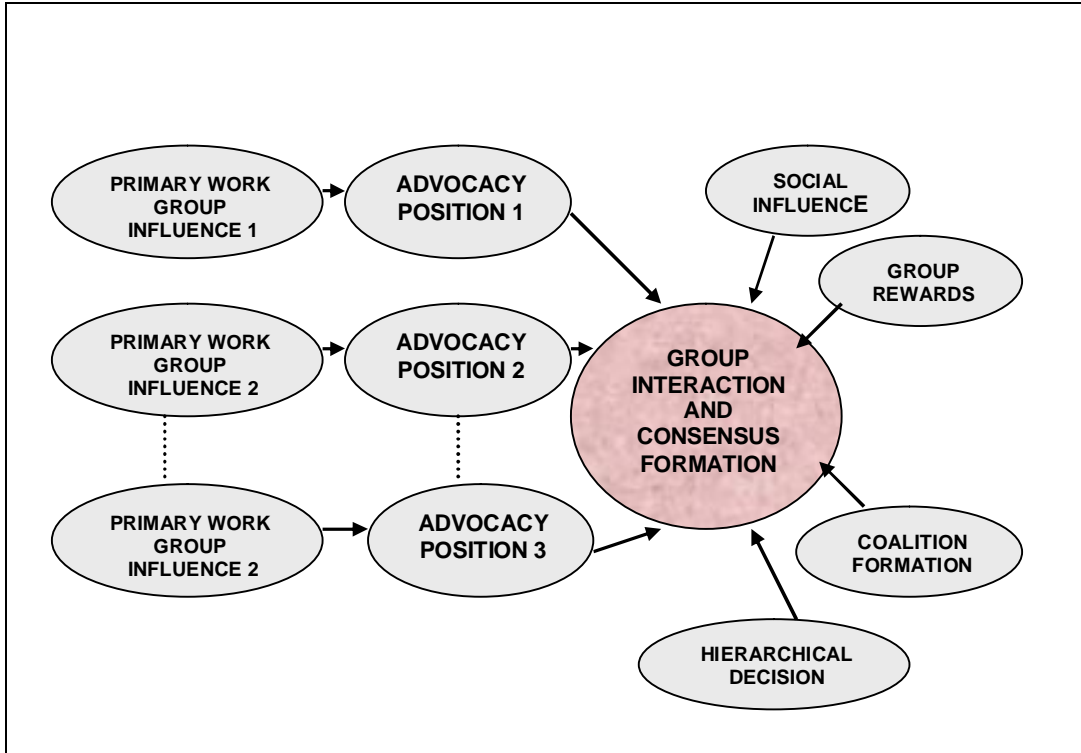 PRIMARY WORK
GROUP
INFLUENCE 1
ADVOCACY
POSITION 1
SOCIAL
INFLUENCE
GROUP
REWARDS
PRIMARY WORK
GROUP
INFLUENCE 2
ADVOCACY
POSITION 2
GROUP
INTERACTION
AND
CONSENSUS
FORMATION
PRIMARY WORK
GROUP
INFLUENCE 2
ADVOCACY
POSITION 3
COALITION
FORMATION
HIERARCHICAL
DECISION